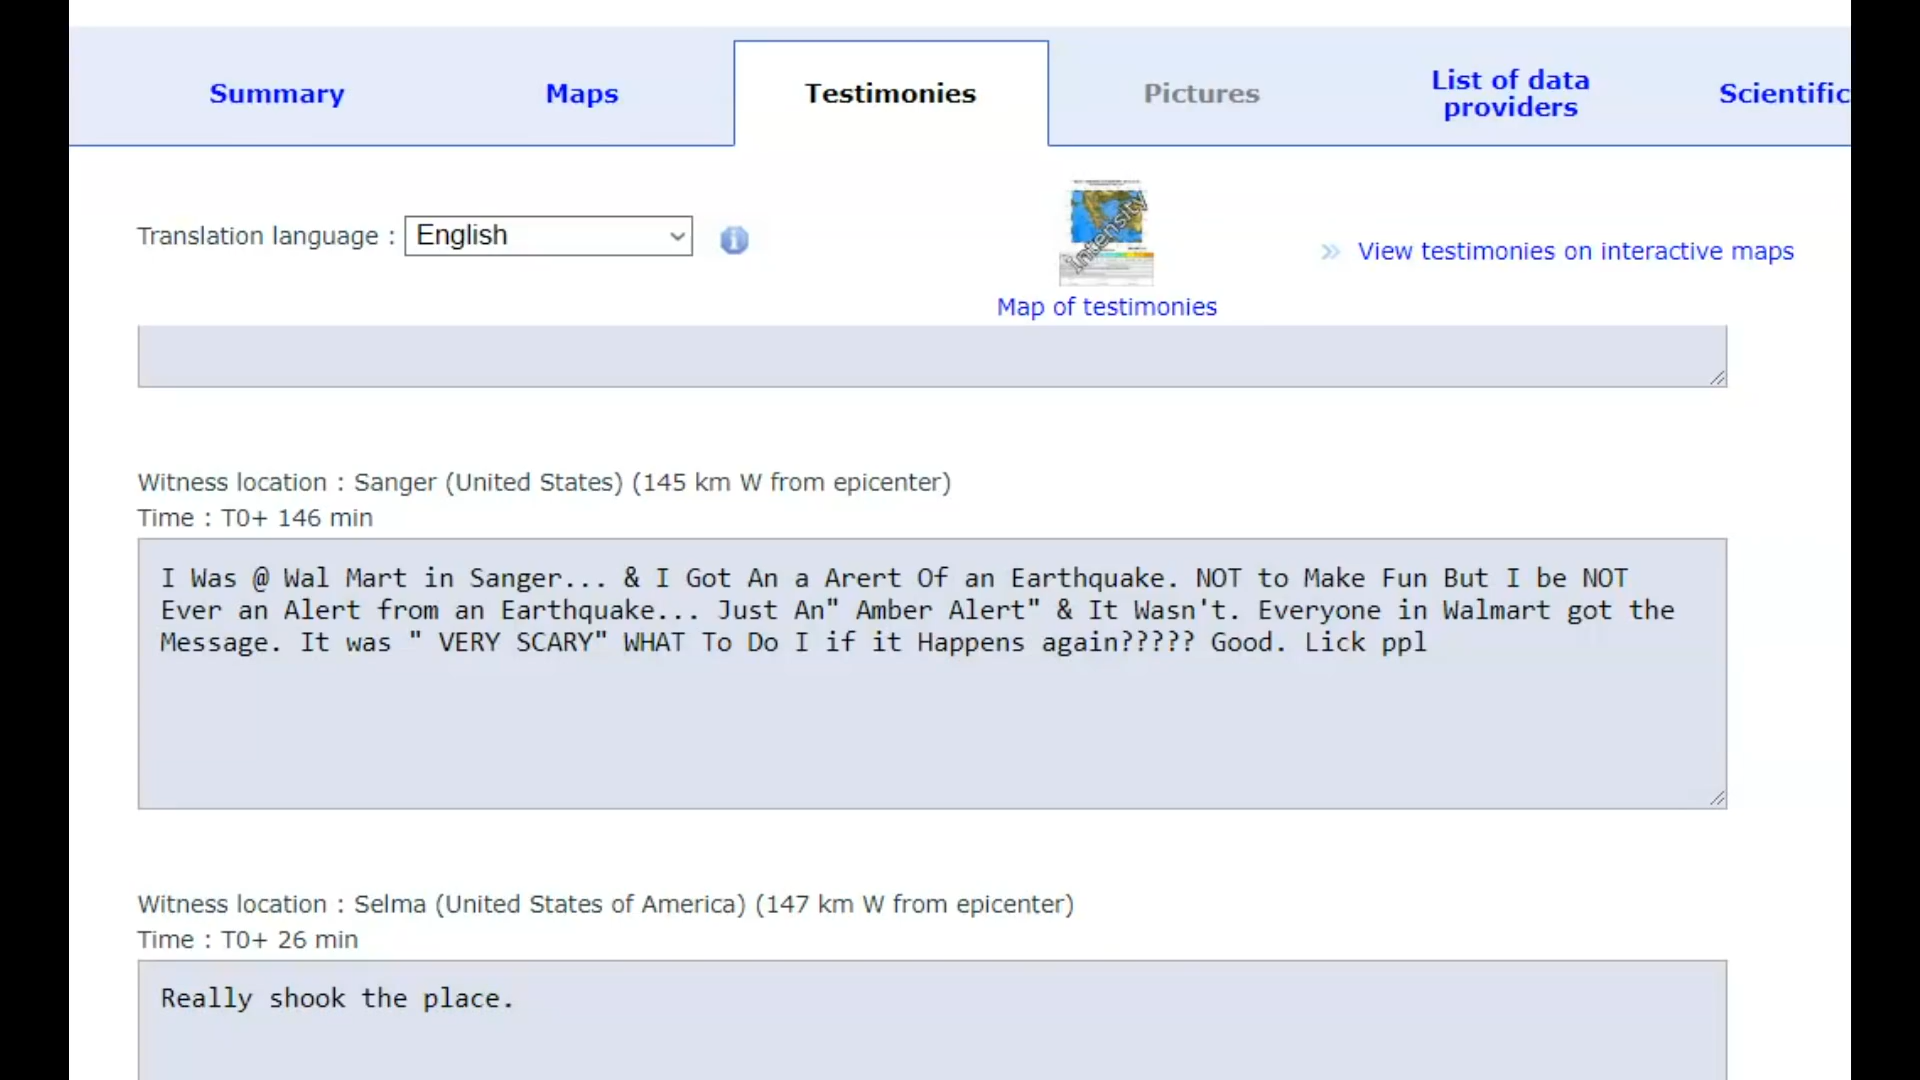 Summary
Maps
Testimonies
Pictures
List of data
providers
Scientific
Translation language :
English
intensity
Map of testimonies
View testimonies on interactive maps
Witness location : Sanger (United States) (145 km W from epicenter)
Time : T0+ 146 min
I Was @ Wal Mart in Sanger... & I Got An a Arert Of an Earthquake. NOT to Make Fun But I be NOT
Ever an Alert from an Earthquake... Just An" Amber Alert" & It Wasn't. Everyone in Walmart got the
Message. It was " VERY SCARY" WHAT To Do I if it Happens again????? Good. Lick ppl
Witness location : Selma (United States of America) (147 km W from epicenter)
Time : T0+ 26 min
Really shook the place.